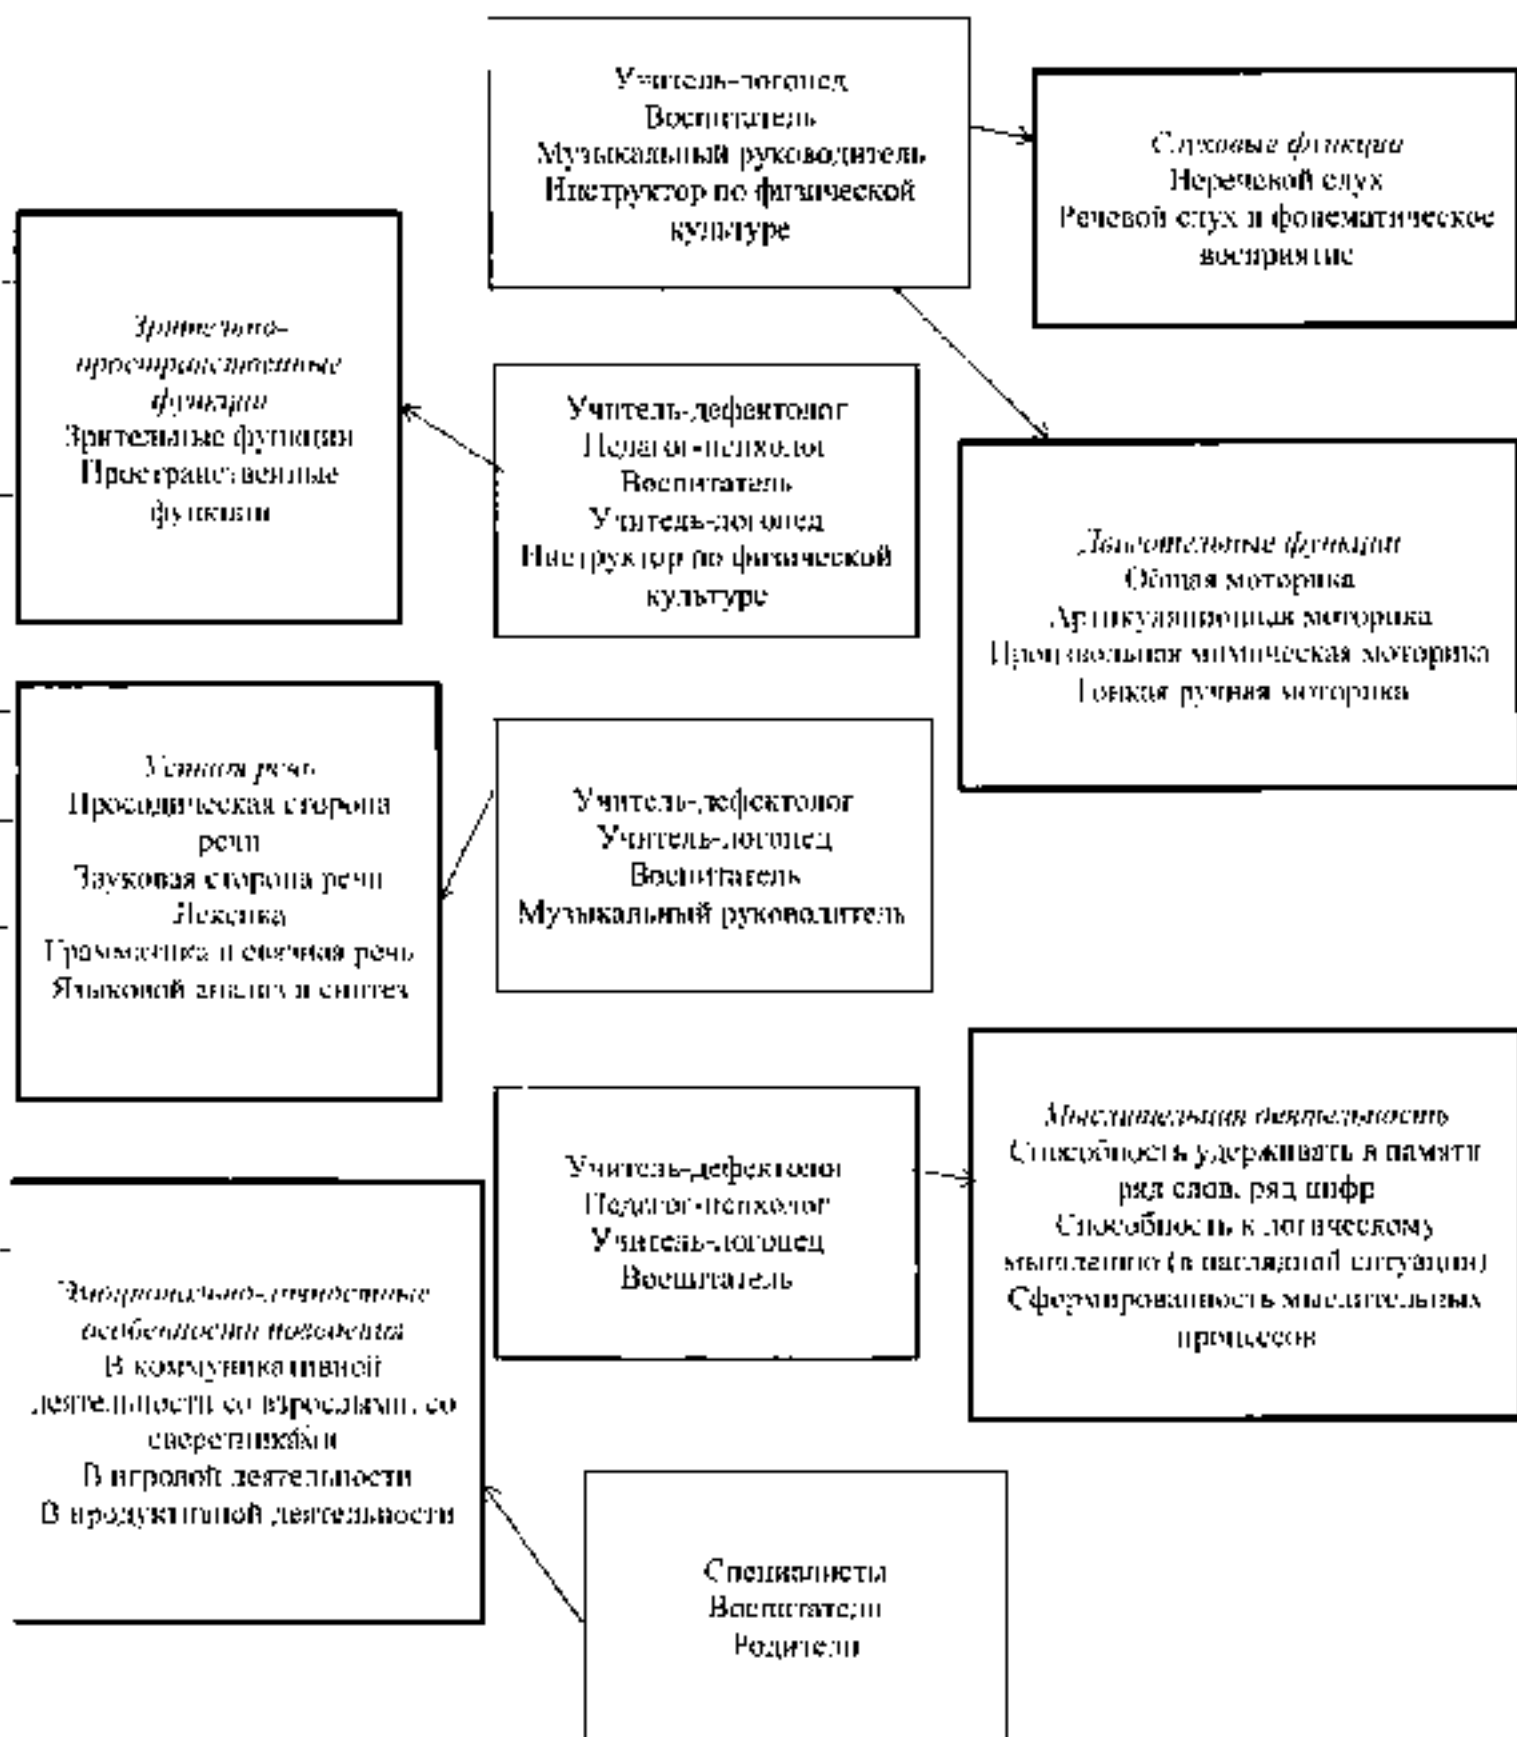 Учитель-логопед
Воспитатель
Музыкальный руководитель
Инструктор по физической
культуре
Слуховые функции
Неречевой слух
Речевой слух и фонематическое
восприятие
Зрительно-
пространственные
функции
Зрительные функции
Пространственные
функции
Учитель-дефектолог
Педагог-психолог
Воспитатель
Учитель-логопед
Инструктор по физической
культуре
Двигательные функции
Общая моторика
Артикуляционная моторика
Произвольная мимическая моторика
Тонкая ручная моторика
Устная речь
Просодическая сторона
речи
Звуковая сторона речи
Лексика
Грамматика и связная речь
Языковой анализ и синтез
Учитель-дефектолог
Учитель-логопед
Воспитатель
Музыкальный руководитель
Учитель-дефектолог
Педагог-психолог
Учитель-логопед
Воспитатель
Мыслительная деятельность
Способность удерживать в памяти
ряд слов, ряд цифр
Способность к логическому
мышлению (в наглядной ситуации)
Сформированность мыслительных
процессов
Эмоционально-личностные
особенности поведения
В коммуникативной
деятельности со взрослыми, со
сверстниками
В игровой деятельности
В продуктивной деятельности
Специалисты
Воспитатели
Родители